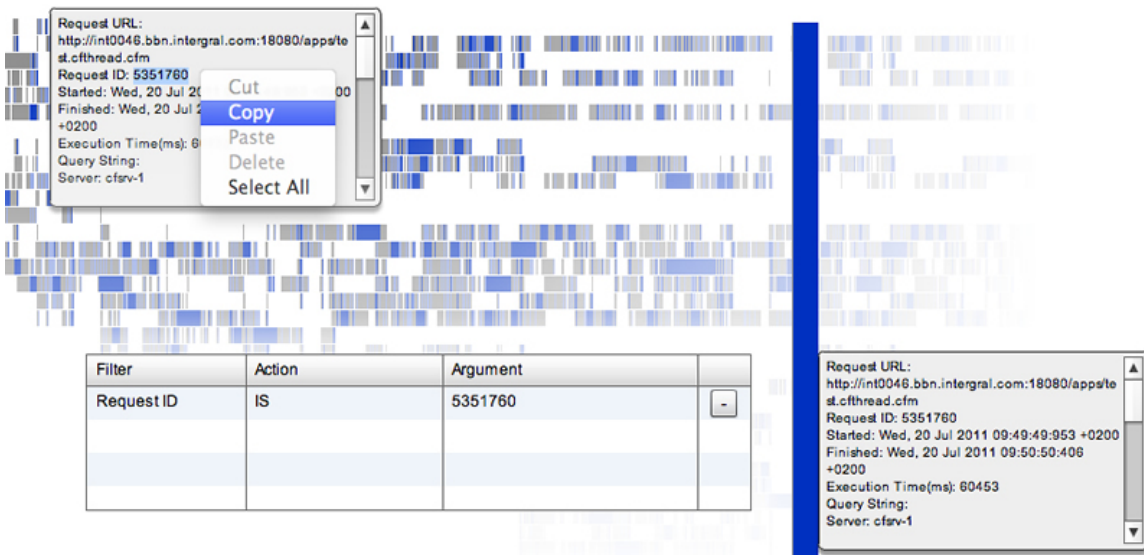 Request URL:
http://int0046.bbn.intergral.com:18080/apps/te
st.cfthread.cfm
Request ID: 5351760
Started: Wed, 20 Jul 20 00
Finished: Wed, 20 Jul 2
+0200
Execution Time(ms): 6
Query String:
Server: cfsrv-1
Cut
Copy
Paste
Delete
Select All
Filter Action Argument
Request ID IS 5351760 -
Request URL:
http://int0046.bbn.intergral.com:18080/apps/te
st.cfthread.cfm
Request ID: 5351760
Started: Wed, 20 Jul 2011 09:49:49:953 +0200
Finished: Wed, 20 Jul 2011 09:50:50:406
+0200
Execution Time(ms): 60453
Query String:
Server: cfsrv-1